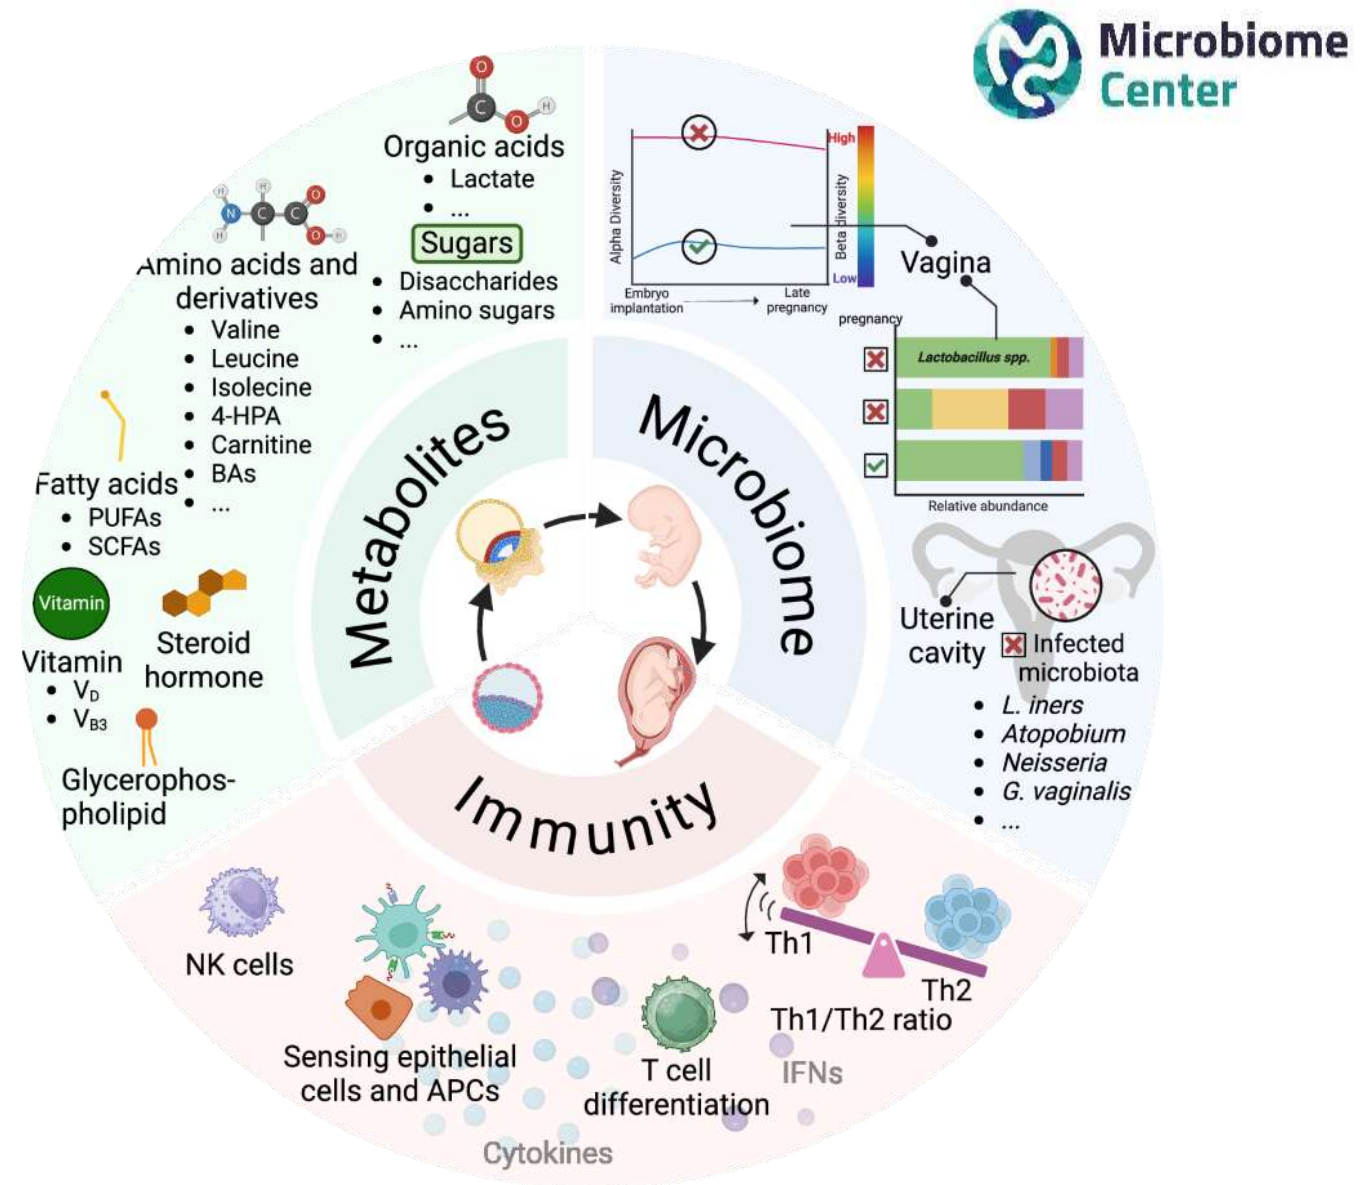 Microbiome
Center
O
C
O
H
Organic acids
• Lactate
• ...
Sugars
• Disaccharides
• Amino sugars
• ...
H
H
O
N
C
C
H
O
H
Amino acids and
derivatives
• Valine
• Leucine
• Isolecine
• 4-HPA
• Carnitine
• BAs
• ...
Fatty acids
• PUFAs
• SCFAs
Vitamin
Vitamin
• VD
• VB3
Steroid
hormone
Glycerophos-
pholipid
Metabolites
Microbiome
Immunity
Alpha Diversity
High
Beta diversity
Low
Embryo
implantation
Late
pregnancy
Vagina
pregnancy
Lactobacillus spp.
Relative abundance
Uterine
cavity
Infected
microbiota
• L. iners
• Atopobium
• Neisseria
• G. vaginalis
• ...
NK cells
Sensing epithelial
cells and APCs
Cytokines
T cell
differentiation
Th1
Th2
Th1/Th2 ratio
IFNs